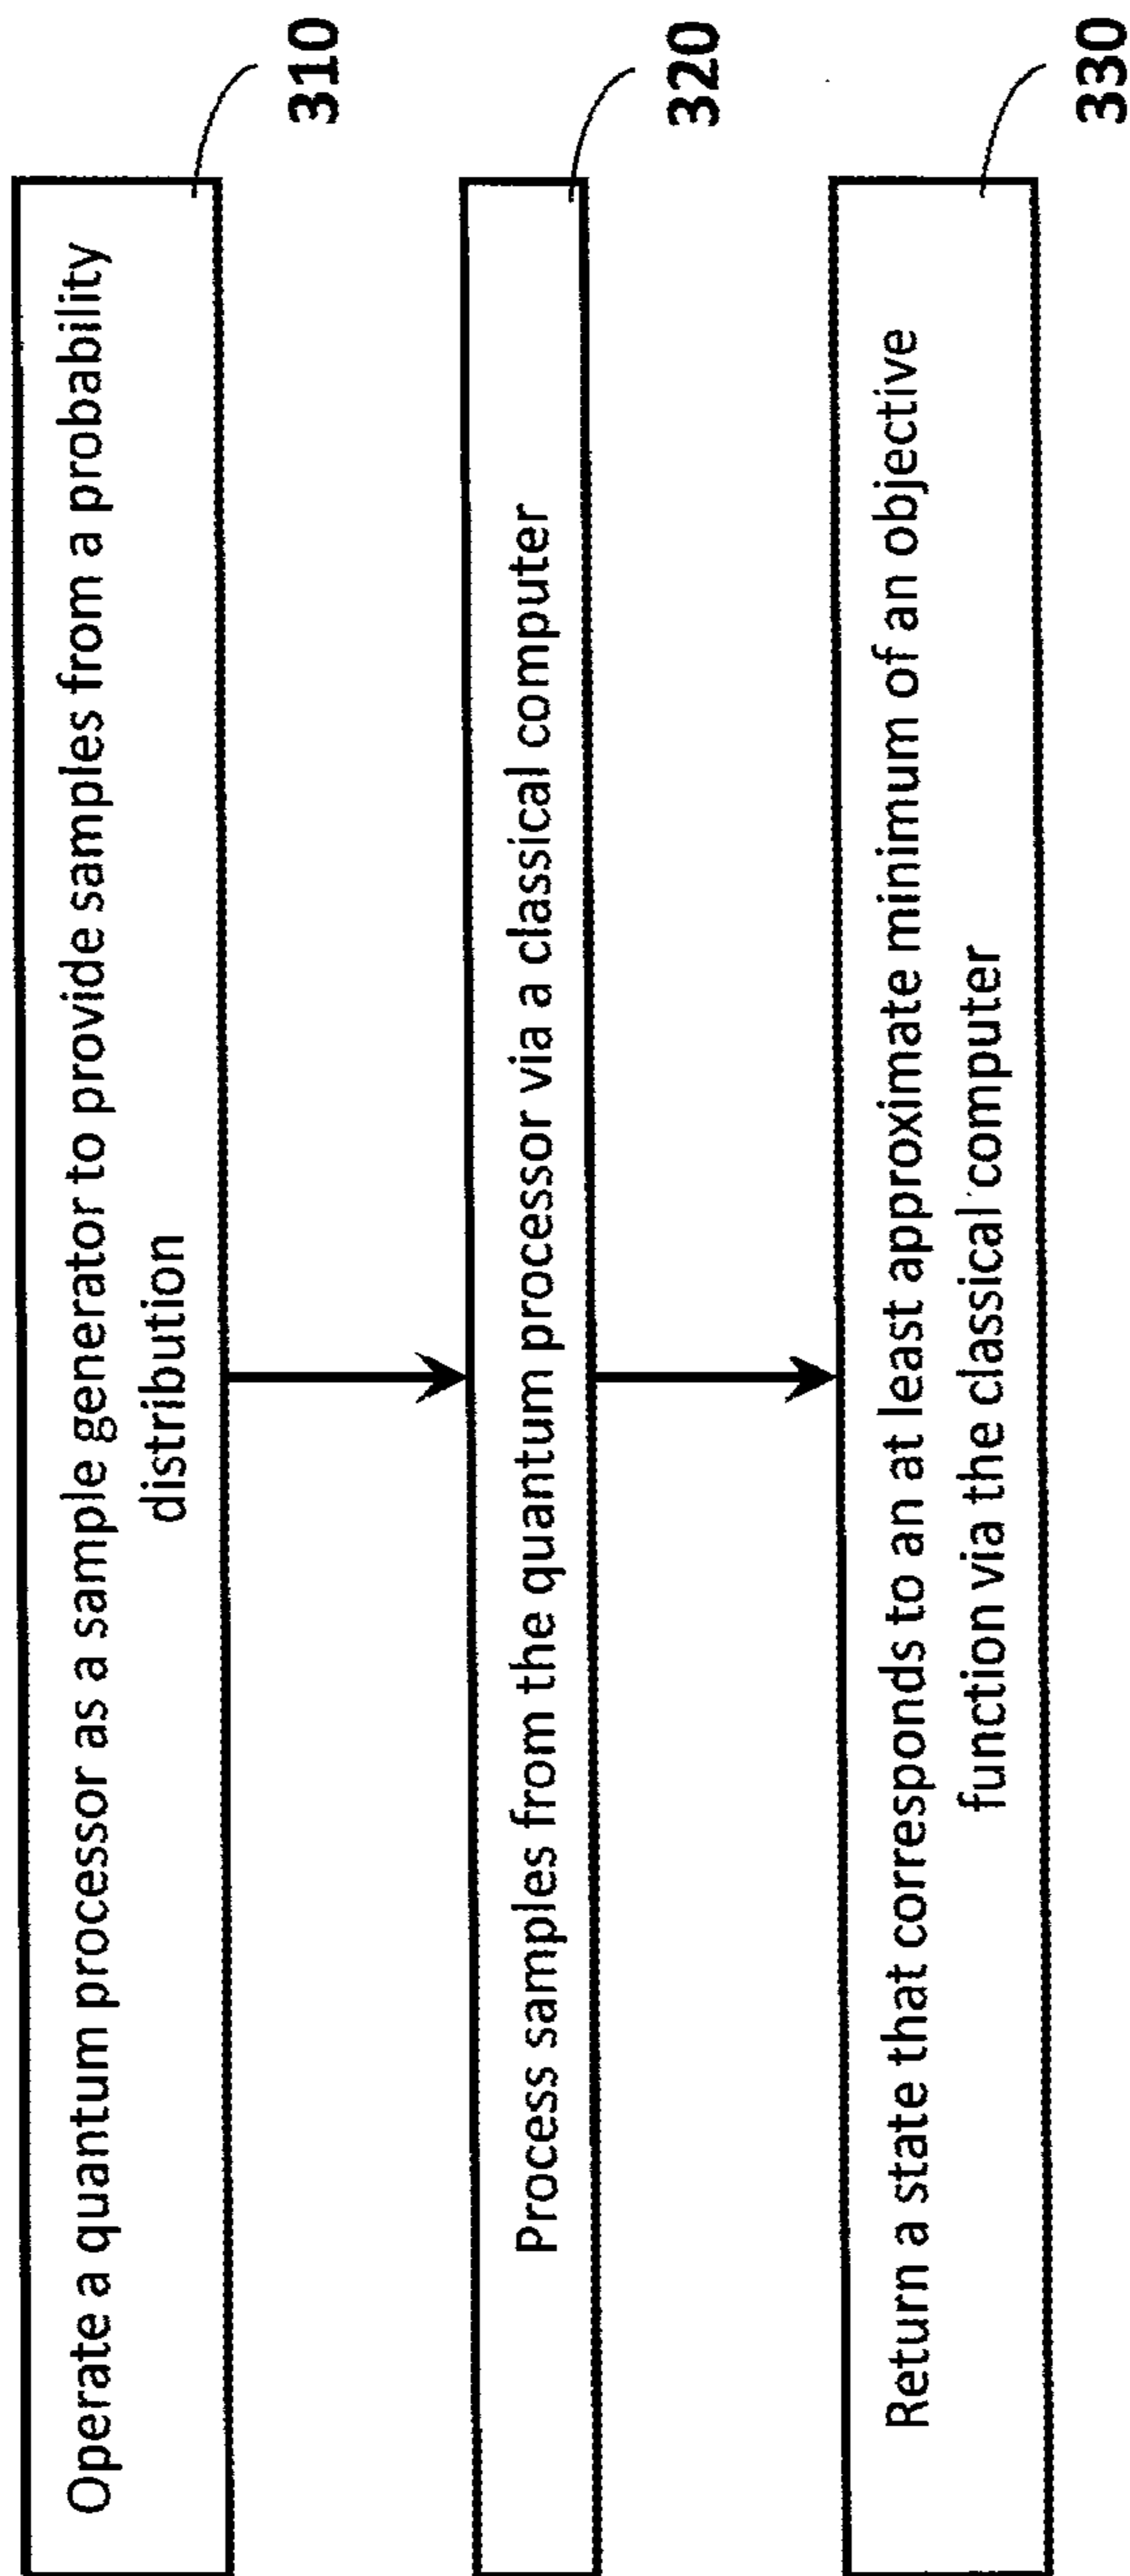 Operate a quantum processor as a sample generator to provide samples from a probability
distribution
310
Process samples from the quantum processor via a classical computer
320
Return a state that corresponds to an at least approximate minimum of an objective
function via the classical computer
330